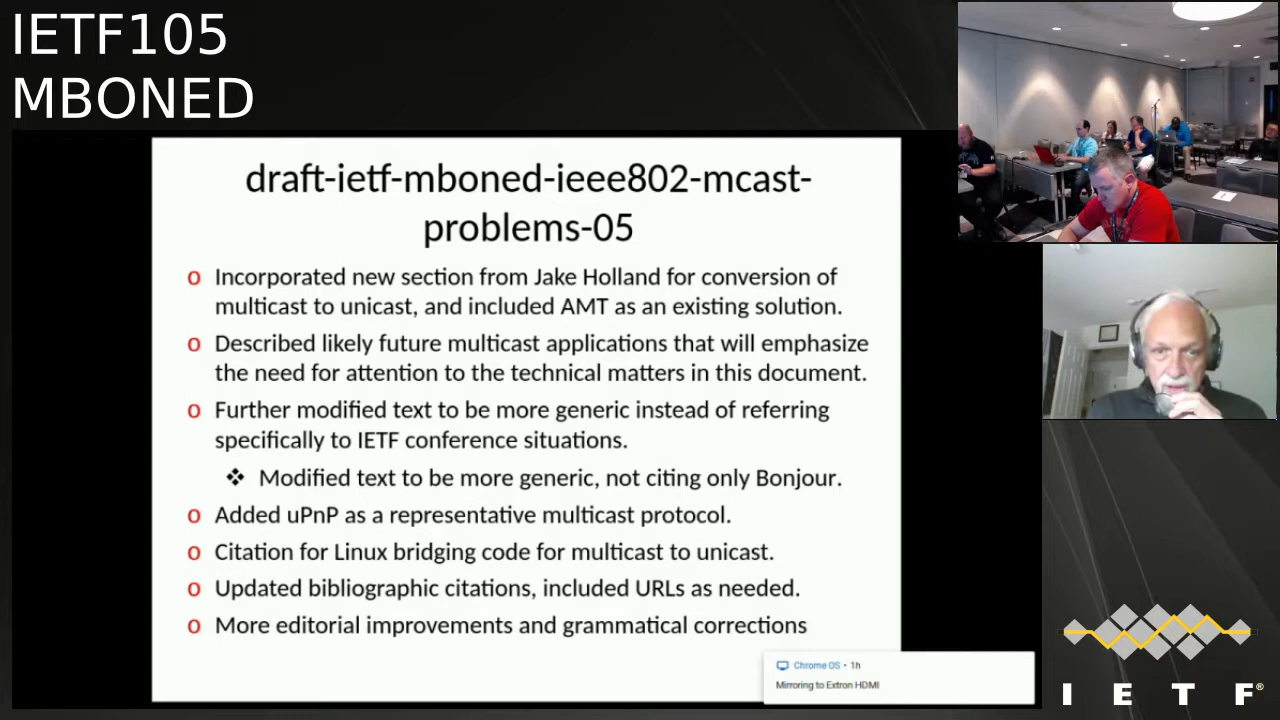 IETF105
MBONED
draft-ietf-mboned-ieee802-mcast-
problems-05
o Incorporated new section from Jake Holland for conversion of
multicast to unicast, and included AMT as an existing solution.
o Described likely future multicast applications that will emphasize
the need for attention to the technical matters in this document.
o Further modified text to be more generic instead of referring
specifically to IETF conference situations.
❖ Modified text to be more generic, not citing only Bonjour.
o Added uPnP as a representative multicast protocol.
o Citation for Linux bridging code for multicast to unicast.
o Updated bibliographic citations, included URLs as needed.
o More editorial improvements and grammatical corrections
Chrome OS • 1h
Mirroring to Extron HDMI
I E T F®